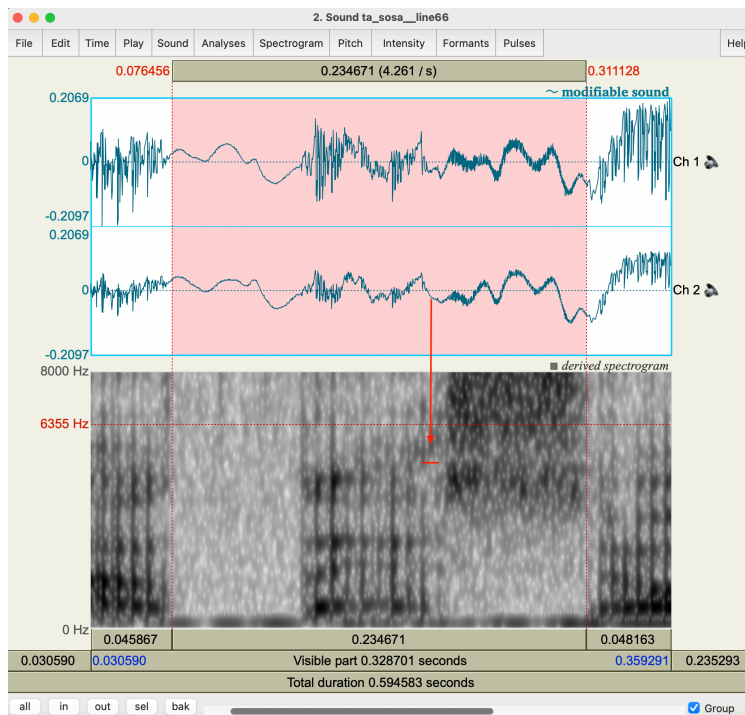 2. Sound ta_sosa__line66
File Edit Time Play Sound Analyses Spectrogram Pitch Intensity Formants Pulses Help
0.076456 0.234671 (4.261 / s) 0.311128
~ modifiable sound
0.2069
0
Ch 1
-0.2097
0.2069
0
Ch 2
-0.2097
derived spectrogram
8000 Hz
6355 Hz
0 Hz
0.045867 0.234671 0.048163
0.030590 0.030590 Visible part 0.328701 seconds 0.359291 0.235293
Total duration 0.594583 seconds
all in out sel bak Group